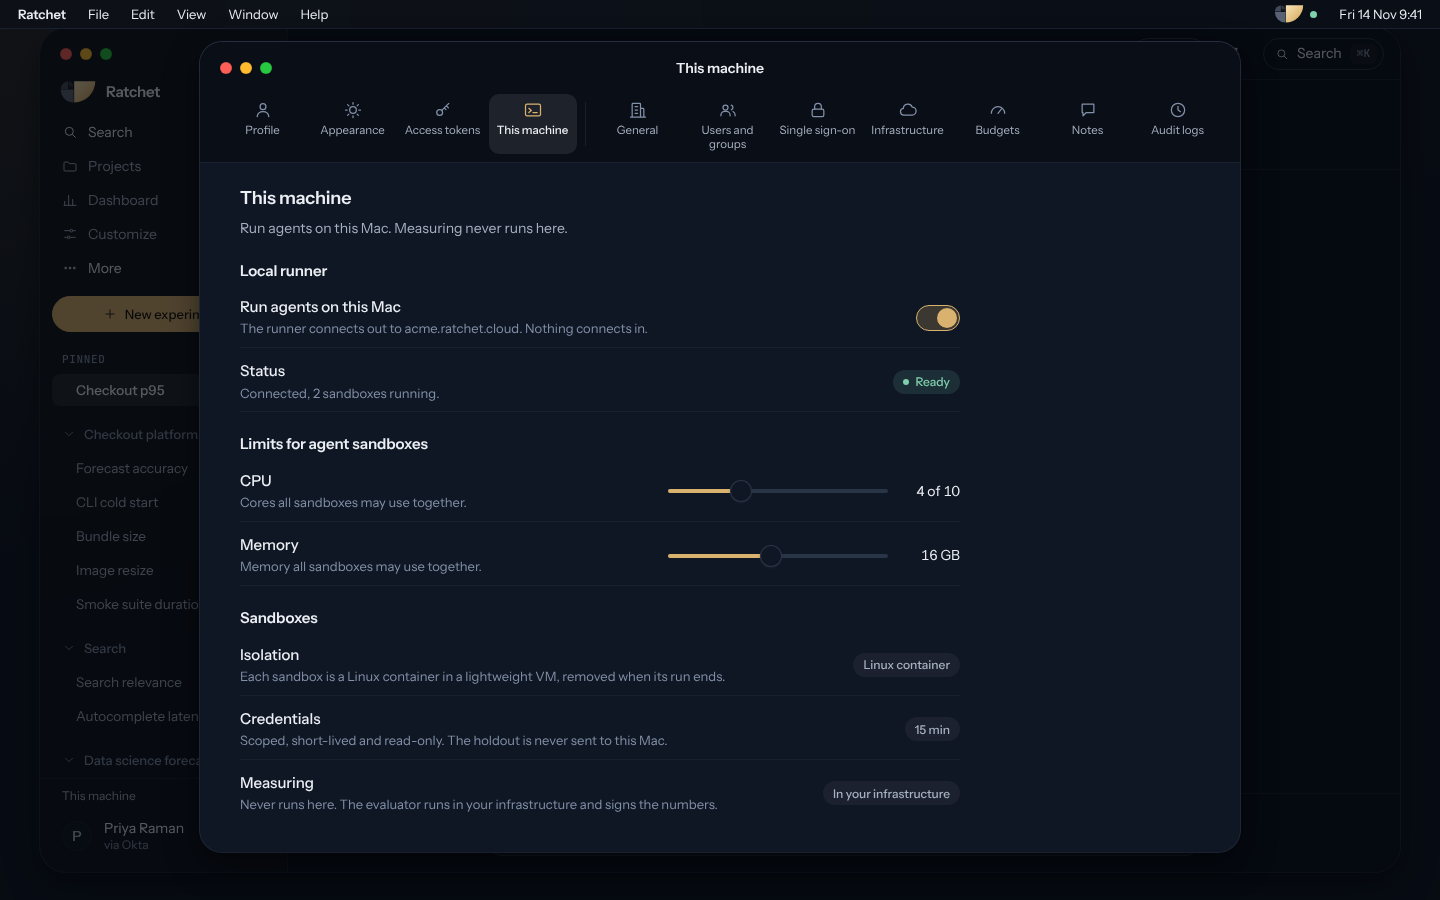 Ratchet File Edit View Window Help Fri 14 Nov 9:41
This machine
Search ⌘K
Ratchet
Search
Projects
Dashboard
Customize
More
New experim
PINNED
Checkout p95
Checkout platform
Forecast accuracy
CLI cold start
Bundle size
Image resize
Smoke suite duratio
Search
Search relevance
Autocomplete laten
Data science foreca
This machine
P Priya Raman
via Okta
Profile Appearance Access tokens This machine General Users and groups Single sign-on Infrastructure Budgets Notes Audit logs
This machine
Run agents on this Mac. Measuring never runs here.
Local runner
Run agents on this Mac
The runner connects out to acme.ratchet.cloud. Nothing connects in.
Status
Connected, 2 sandboxes running.
Ready
Limits for agent sandboxes
CPU
Cores all sandboxes may use together.
4 of 10
Memory
Memory all sandboxes may use together.
16 GB
Sandboxes
Isolation
Each sandbox is a Linux container in a lightweight VM, removed when its run ends.
Linux container
Credentials
Scoped, short-lived and read-only. The holdout is never sent to this Mac.
15 min
Measuring
Never runs here. The evaluator runs in your infrastructure and signs the numbers.
In your infrastructure